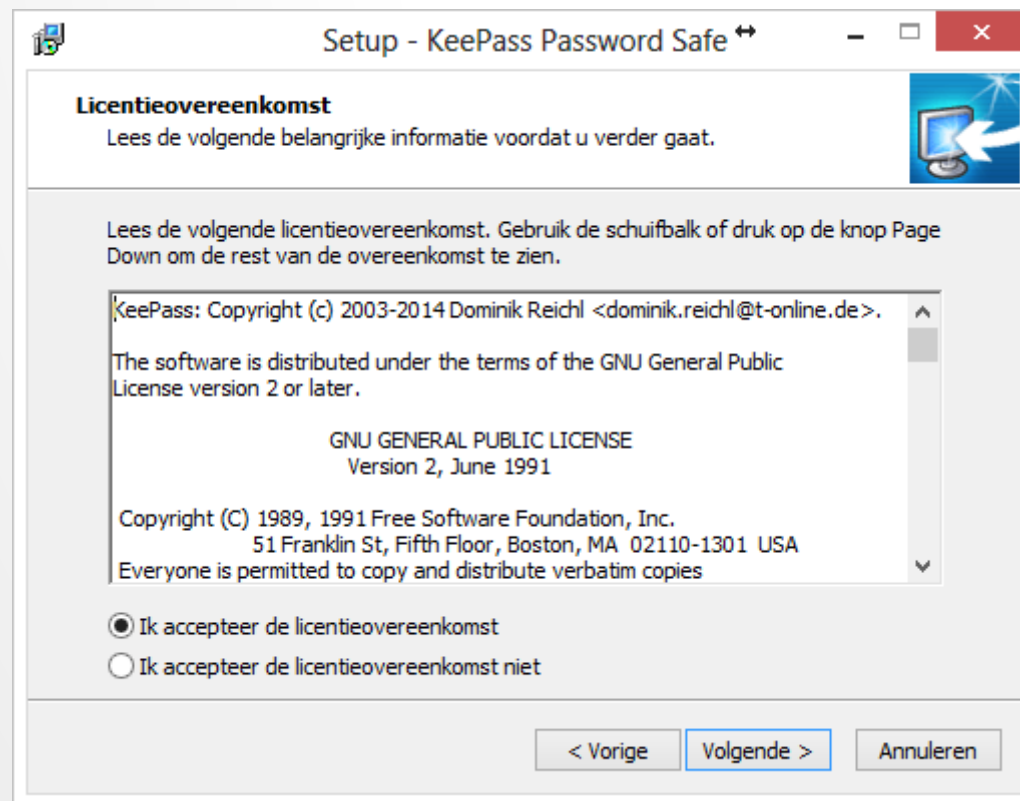 Setup - KeePass Password Safe
Licentieovereenkomst
Lees de volgende belangrijke informatie voordat u verder gaat.
Lees de volgende licentieovereenkomst. Gebruik de schuifbalk of druk op de knop Page
Down om de rest van de overeenkomst te zien.
KeePass: Copyright (c) 2003-2014 Dominik Reichl <dominik.reichl@t-online.de>.
The software is distributed under the terms of the GNU General Public
License version 2 or later.
GNU GENERAL PUBLIC LICENSE
Version 2, June 1991
Copyright (C) 1989, 1991 Free Software Foundation, Inc.
51 Franklin St, Fifth Floor, Boston, MA 02110-1301 USA
Everyone is permitted to copy and distribute verbatim copies
Ik accepteer de licentieovereenkomst
Ik accepteer de licentieovereenkomst niet
< Vorige Volgende > Annuleren